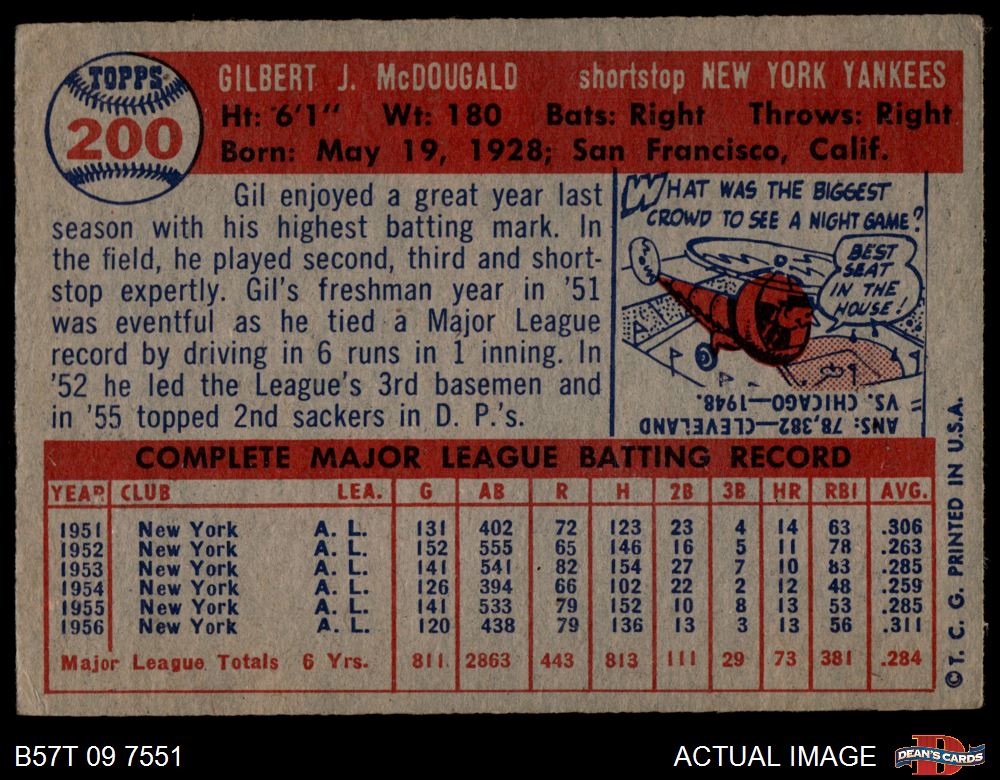 TOPPS
200
GILBERT J. McDOUGALD shortstop NEW YORK YANKEES
Ht: 6'1" Wt: 180 Bats: Right Throws: Right
Born: May 19, 1928; San Francisco, Calif.
Gil enjoyed a great year last
season with his highest batting mark. In
the field, he played second, third and short-
stop expertly. Gil's freshman year in '51
was eventful as he tied a Major League
record by driving in 6 runs in 1 inning. In
'52 he led the League's 3rd basemen and
in '55 topped 2nd sackers in D. P.'s.
WHAT WAS THE BIGGEST
CROWD TO SEE A NIGHT GAME?
BEST
SEAT
IN THE
HOUSE!
ANS: 78,382—CLEVELAND
VS. CHICAGO—1948.
COMPLETE MAJOR LEAGUE BATTING RECORD
YEAR CLUB LEA. G AB R H 2B 3B HR RBI AVG.
1951 New York A. L. 131 402 72 123 23 4 14 63 .306
1952 New York A. L. 152 555 65 146 16 5 11 78 .263
1953 New York A. L. 141 541 82 154 27 7 10 83 .285
1954 New York A. L. 126 394 66 102 22 2 12 48 .259
1955 New York A. L. 141 533 79 152 10 8 13 53 .285
1956 New York A. L. 120 438 79 136 13 3 13 56 .311
Major League Totals 6 Yrs. 811 2863 443 813 111 29 73 381 .284
©T. C. G. PRINTED IN U.S.A.
B57T 09 7551
ACTUAL IMAGE
DEAN'S CARDS